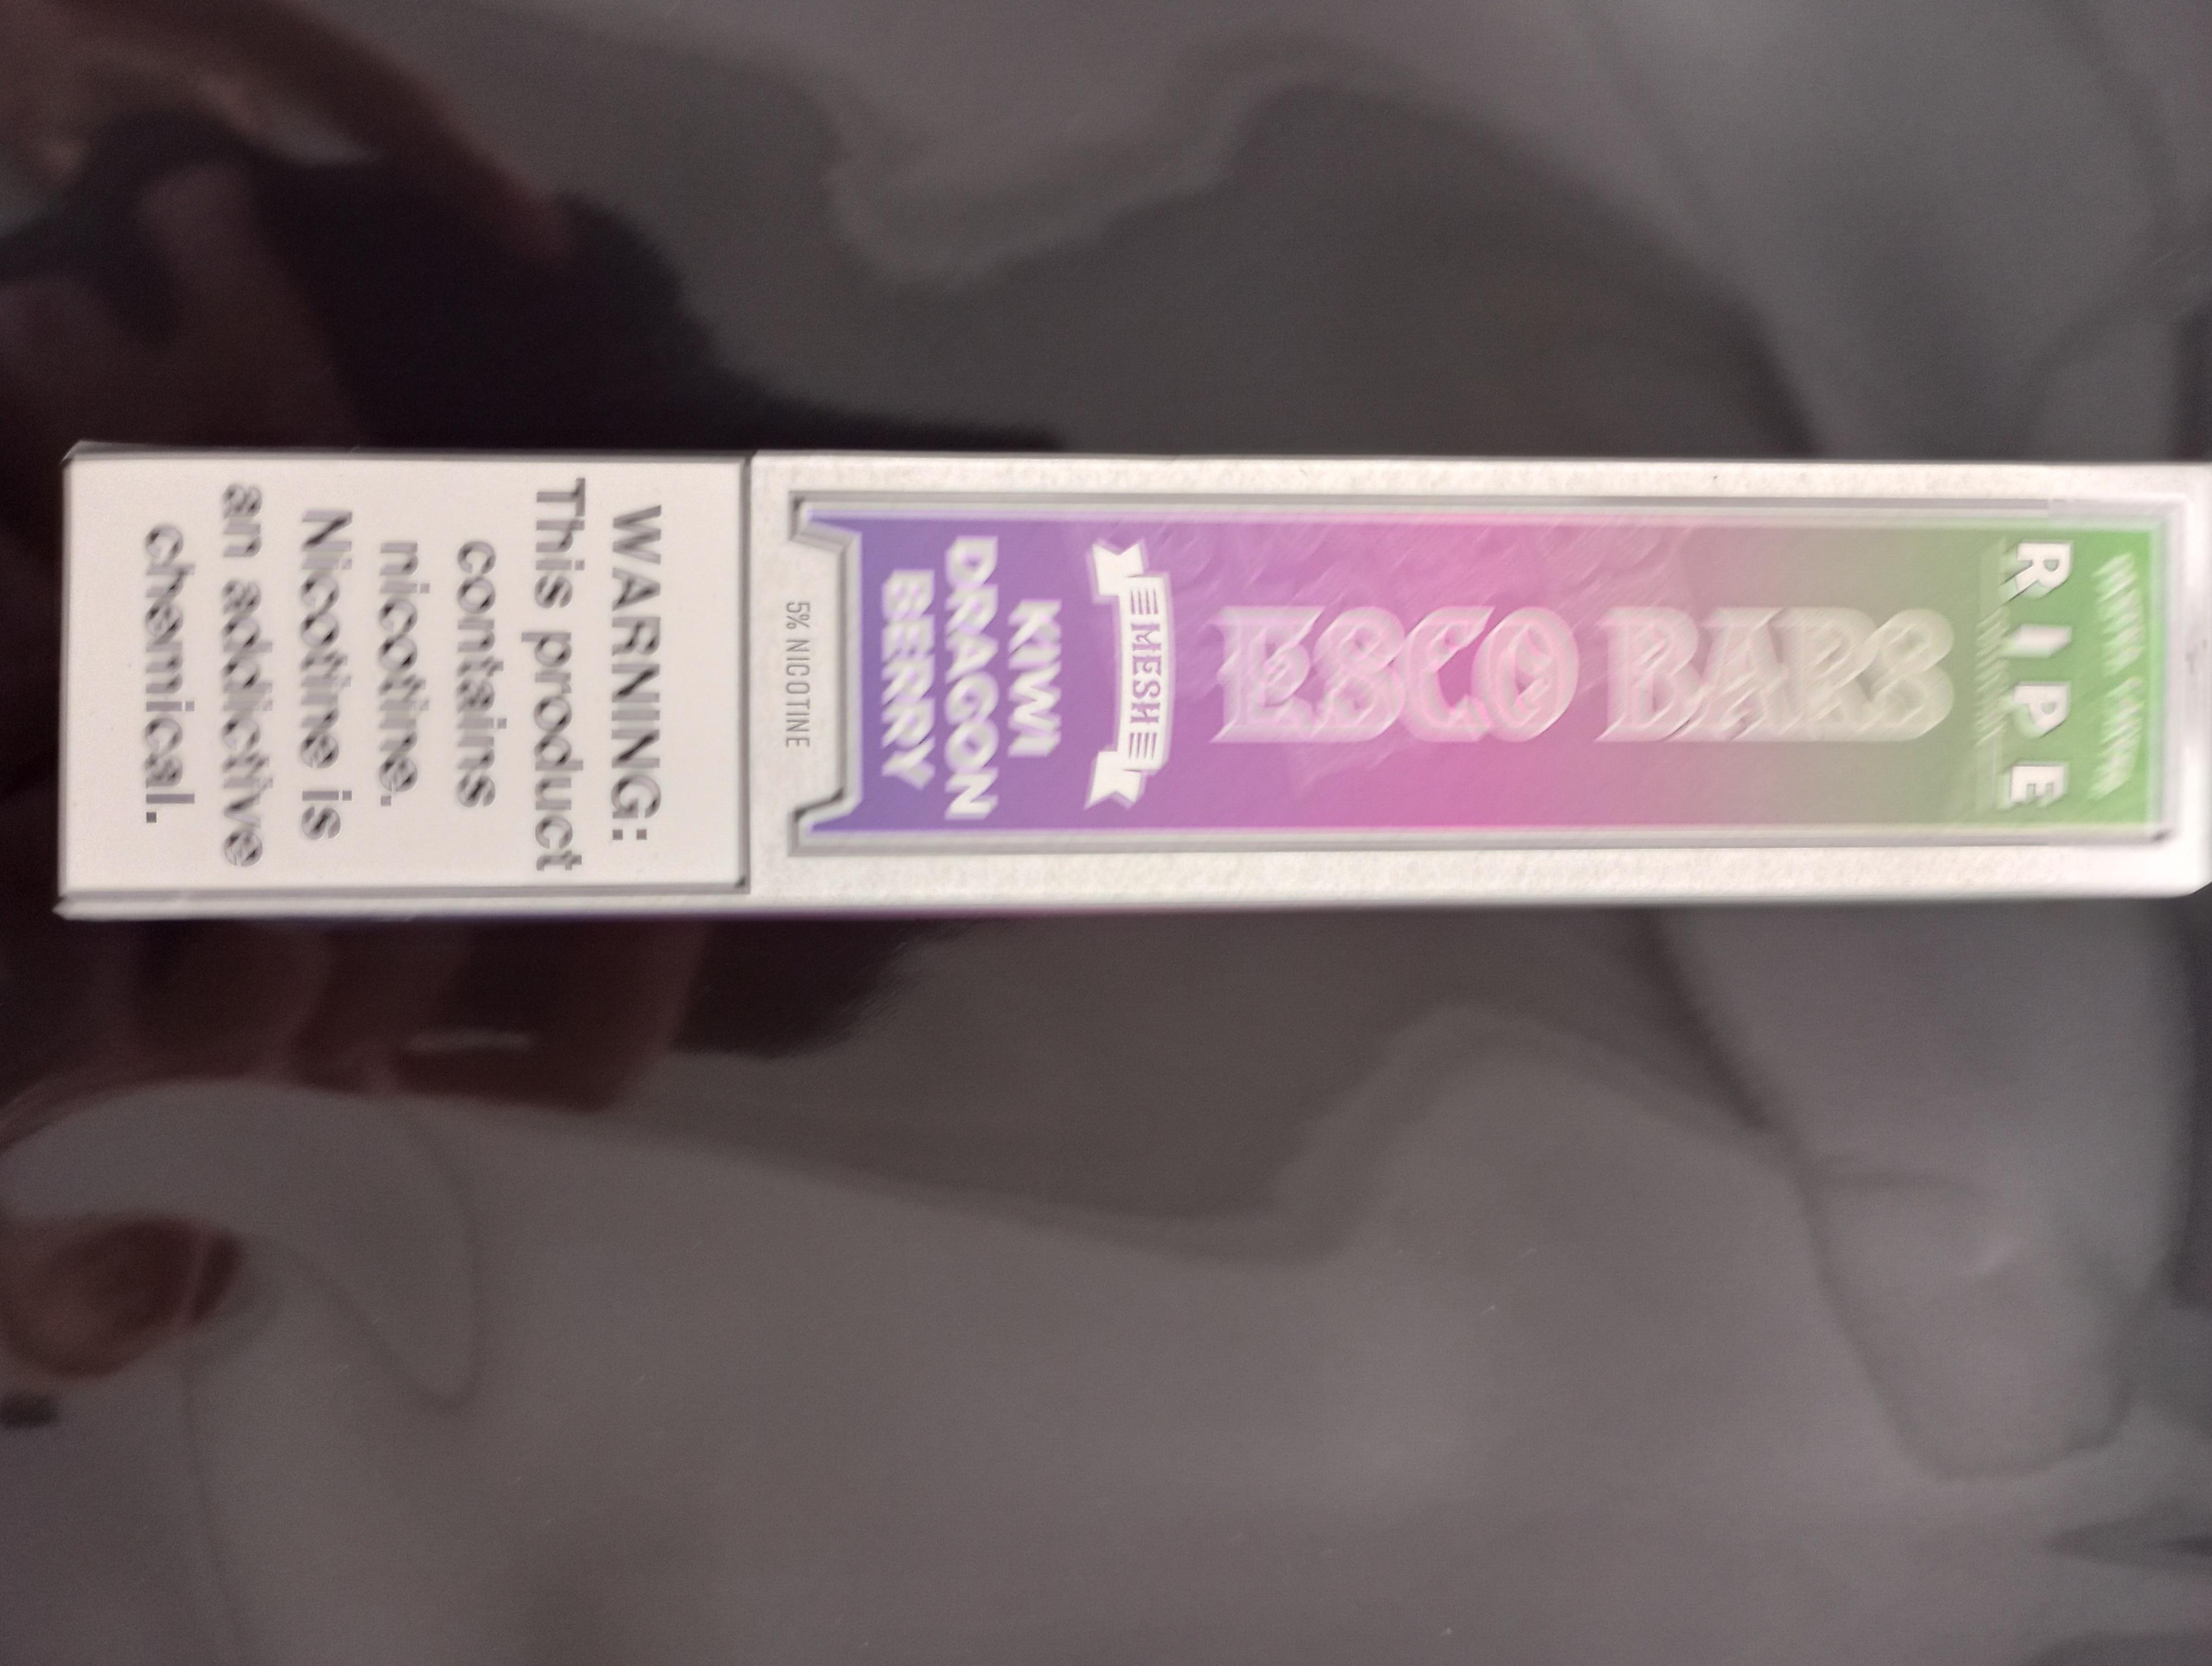 RIPE
ESCO BARS
MESH
KIWI
DRAGON
BERRY
5% NICOTINE
WARNING:
This product
contains
nicotine.
Nicotine is
an addictive
chemical.